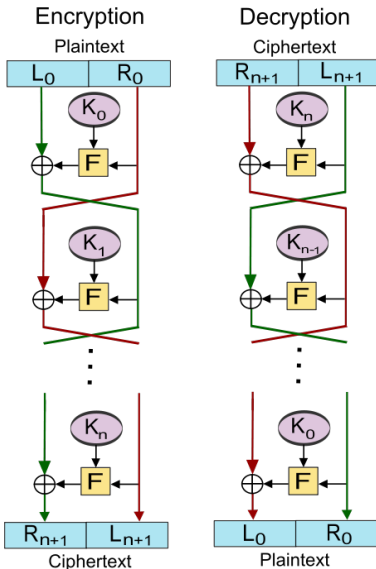 Encryption
Plaintext
L0 R0
K0
F
K1
F
Kn
F
Rn+1 Ln+1
Ciphertext
Decryption
Ciphertext
Rn+1 Ln+1
Kn
F
Kn-1
F
K0
F
L0 R0
Plaintext